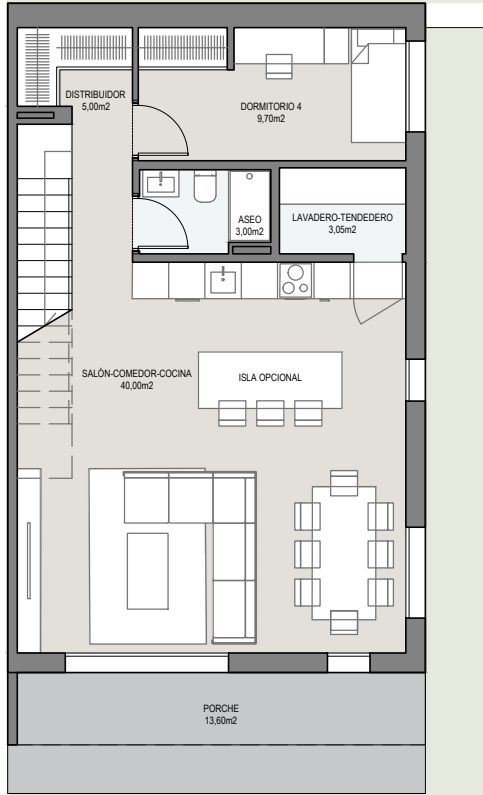 DISTRIBUIDOR
5,00m2
DORMITORIO 4
9,70m2
ASEO
3,00m2
LAVADERO-TENDEDERO
3,05m2
SALÓN-COMEDOR-COCINA
40,00m2
ISLA OPCIONAL
PORCHE
13,60m2